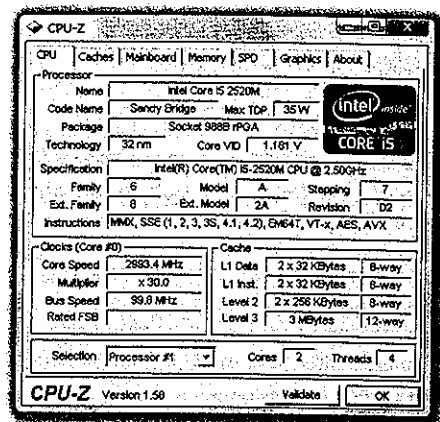 CPU-Z
CPU Caches Mainboard Memory SPD Graphics About
Processor
Name Intel Core i5 2520M
Code Name Sandy Bridge Max TDP 35 W
Package Socket 988B rPGA
Technology 32 nm Core VID 1.181 V
intel inside
CORE i5
Specification Intel(R) Core(TM) i5-2520M CPU @ 2.50GHz
Family 6 Model A Stepping 7
Ext. Family 6 Ext. Model 2A Revision D2
Instructions MMX, SSE (1, 2, 3, 3S, 4.1, 4.2), EM64T, VT-x, AES, AVX
Clocks (Core #0)
Core Speed 2993.4 MHz
Multiplier x 30.0
Bus Speed 99.8 MHz
Rated FSB
Cache
L1 Data 2 x 32 KBytes 8-way
L1 Inst. 2 x 32 KBytes 8-way
Level 2 2 x 256 KBytes 8-way
Level 3 3 MBytes 12-way
Selection Processor #1 Cores 2 Threads 4
CPU-Z Version 1.58 Validate OK